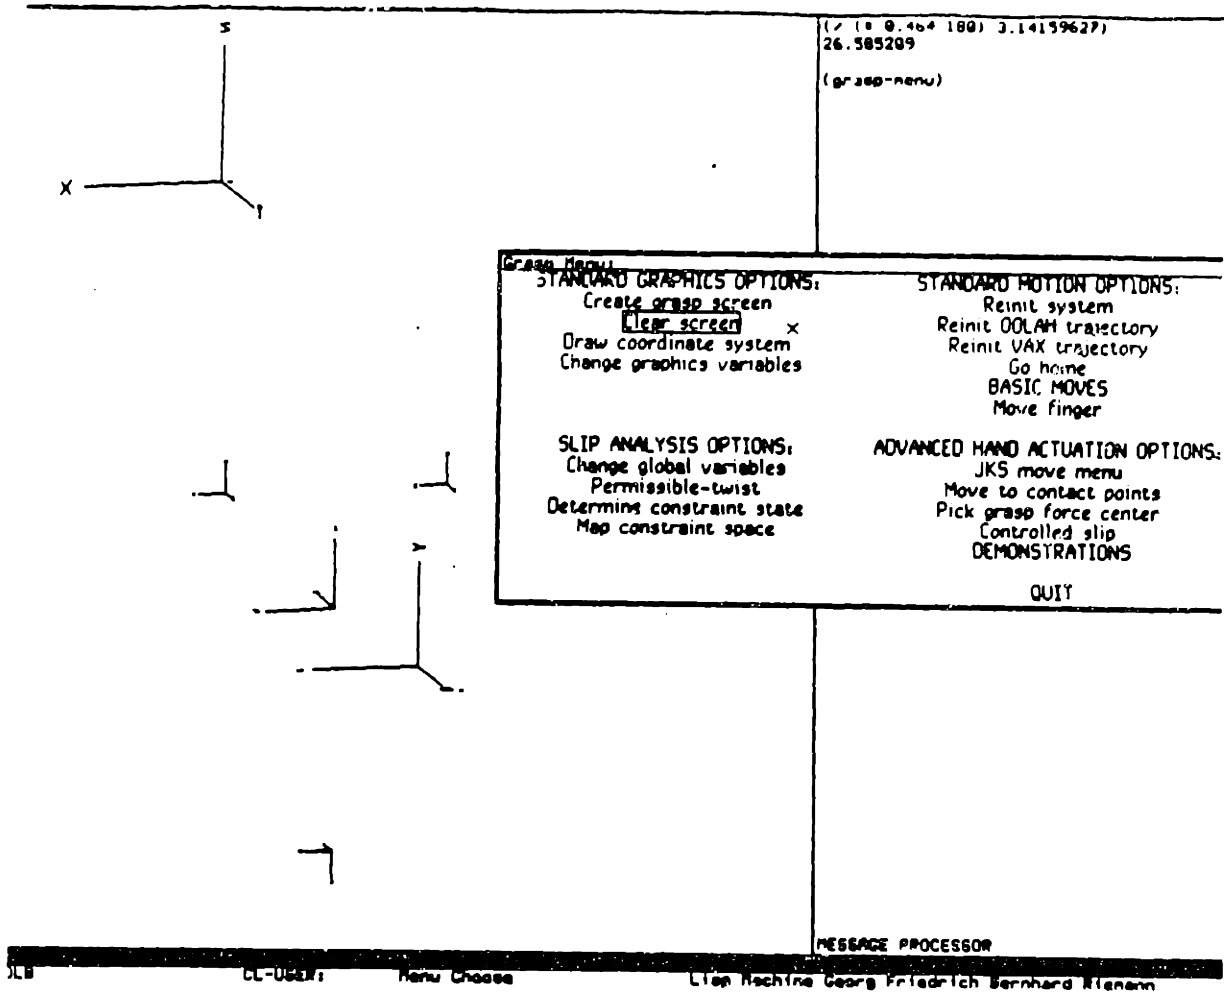 (/ (* 0.464 180) 3.14159627)
26.585209
(grasp-menu)
X
Y
Grasp Menu:
STANDARD GRAPHICS OPTIONS:
Create grasp screen
Clear screen
Draw coordinate system
Change graphics variables
STANDARD MOTION OPTIONS:
Reinit system
Reinit OOLAH trajectory
Reinit VAX trajectory
Go home
BASIC MOVES
Move finger
SLIP ANALYSIS OPTIONS:
Change global variables
Permissible-twist
Determine constraint state
Map constraint space
ADVANCED HAND ACTUATION OPTIONS:
JKS move menu
Move to contact points
Pick grasp force center
Controlled slip
DEMONSTRATIONS
QUIT
Y
MESSAGE PROCESSOR
CL-USER:
Menu Choose
Lisp Machine Georg Friedrich Bernhard Riemann